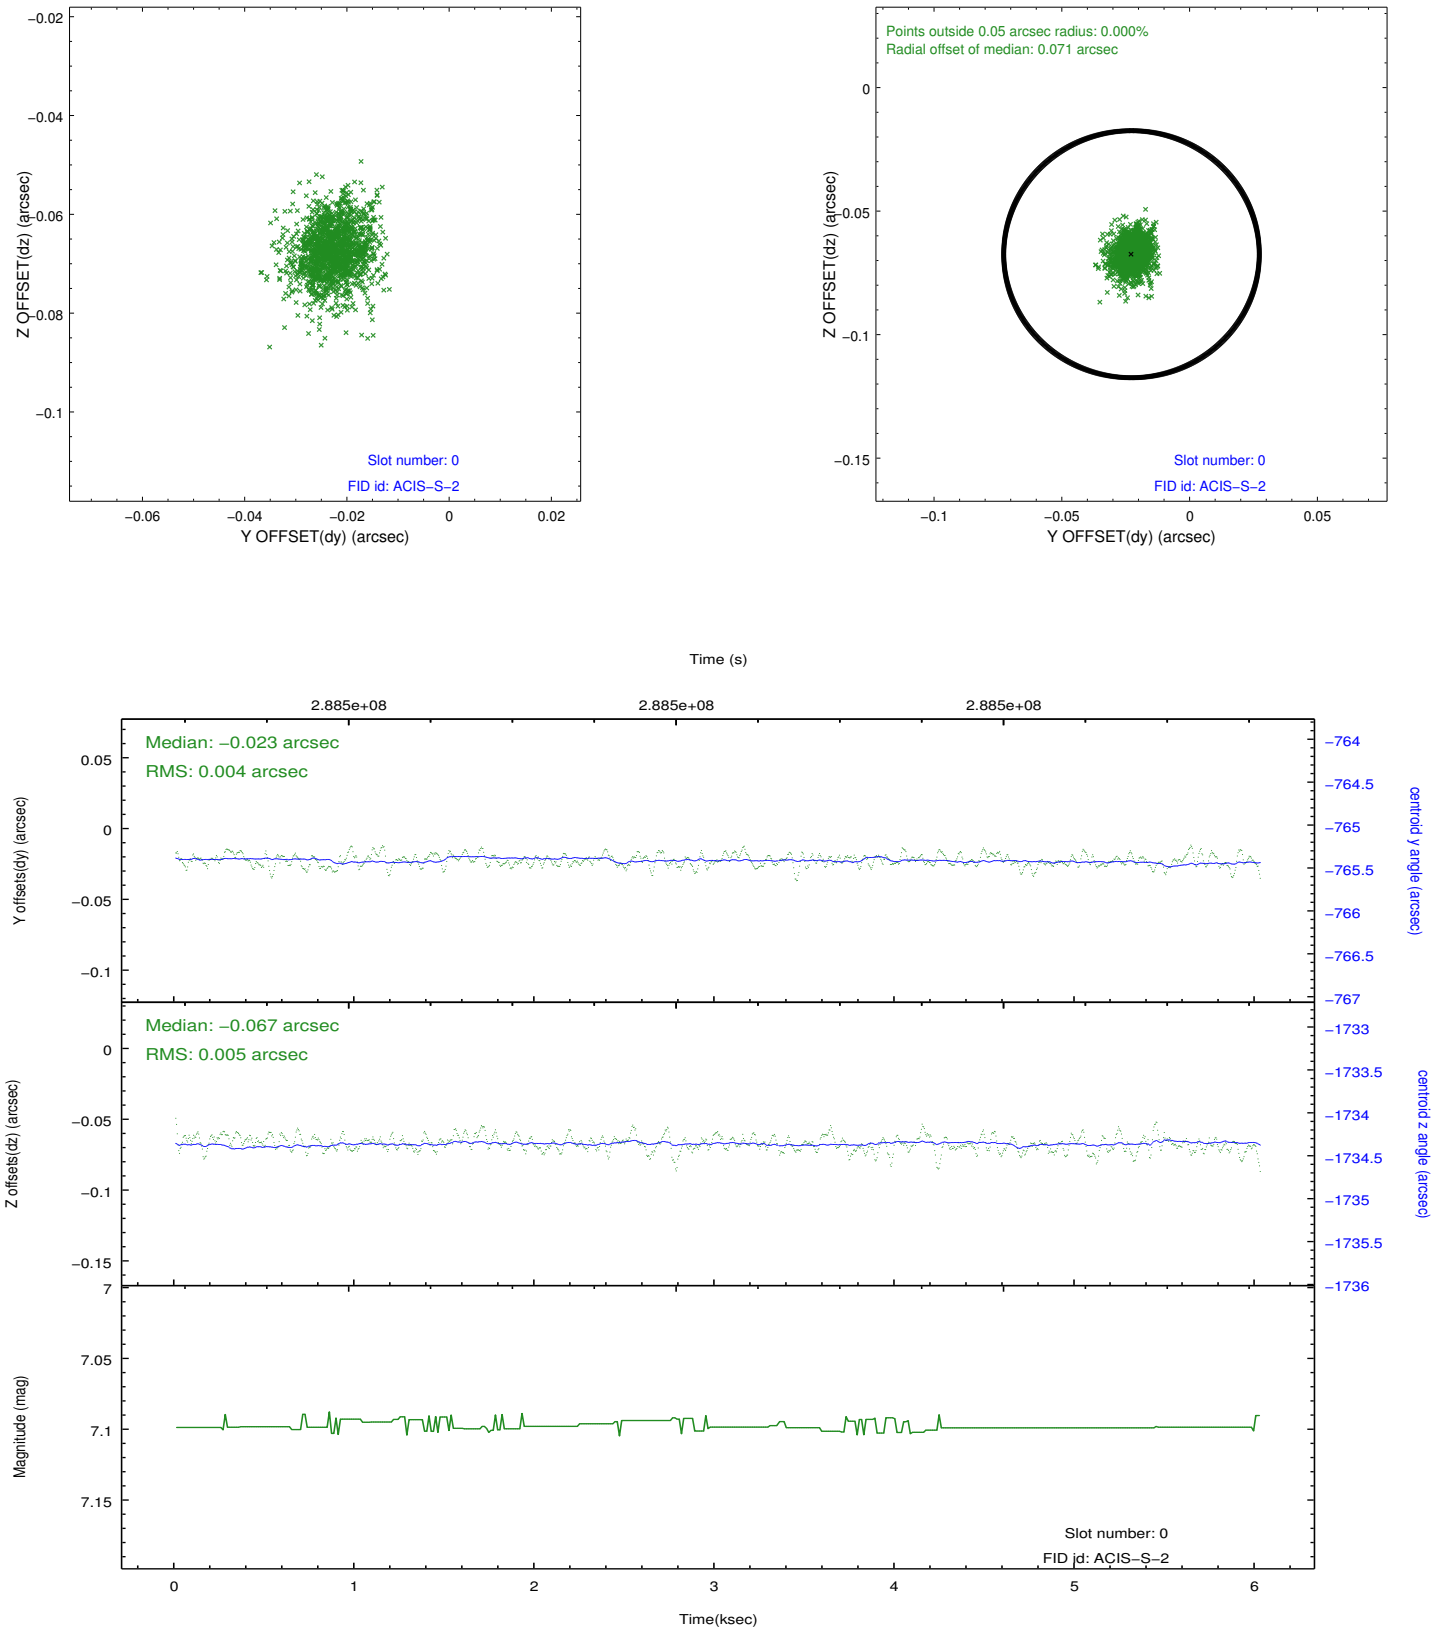 −0.02
−0.04
−0.06
−0.08
−0.1
Z OFFSET(dz) (arcsec)
Slot number: 0
FID id: ACIS−S−2
−0.06
−0.04
−0.02
0
0.02
Y OFFSET(dy) (arcsec)
Points outside 0.05 arcsec radius: 0.000%
Radial offset of median: 0.071 arcsec
0
−0.05
−0.1
−0.15
Z OFFSET(dz) (arcsec)
Slot number: 0
FID id: ACIS−S−2
−0.1
−0.05
0
0.05
Y OFFSET(dy) (arcsec)
Time (s)
2.885e+08
2.885e+08
2.885e+08
Median: −0.023 arcsec
RMS: 0.004 arcsec
0.05
0
−0.05
−0.1
Y offsets(dy) (arcsec)
−764
−764.5
−765
−765.5
−766
−766.5
−767
centroid y angle (arcsec)
Median: −0.067 arcsec
RMS: 0.005 arcsec
0
−0.05
−0.1
−0.15
Z offsets(dz) (arcsec)
−1733
−1733.5
−1734
−1734.5
−1735
−1735.5
−1736
centroid z angle (arcsec)
7
7.05
7.1
7.15
Magnitude (mag)
Slot number: 0
FID id: ACIS−S−2
0
1
2
3
4
5
6
Time(ksec)